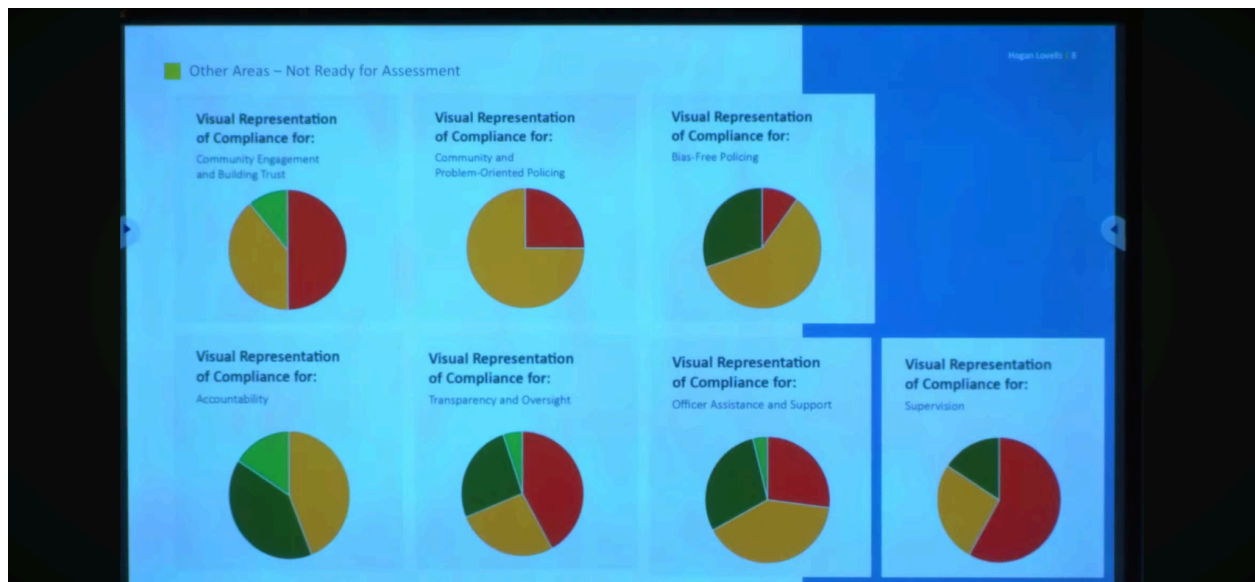 Other Areas – Not Ready for Assessment
Hogan Lovells | 8
Visual Representation
of Compliance for:
Community Engagement
and Building Trust
Visual Representation
of Compliance for:
Community and
Problem-Oriented Policing
Visual Representation
of Compliance for:
Bias-Free Policing
Visual Representation
of Compliance for:
Accountability
Visual Representation
of Compliance for:
Transparency and Oversight
Visual Representation
of Compliance for:
Officer Assistance and Support
Visual Representation
of Compliance for:
Supervision